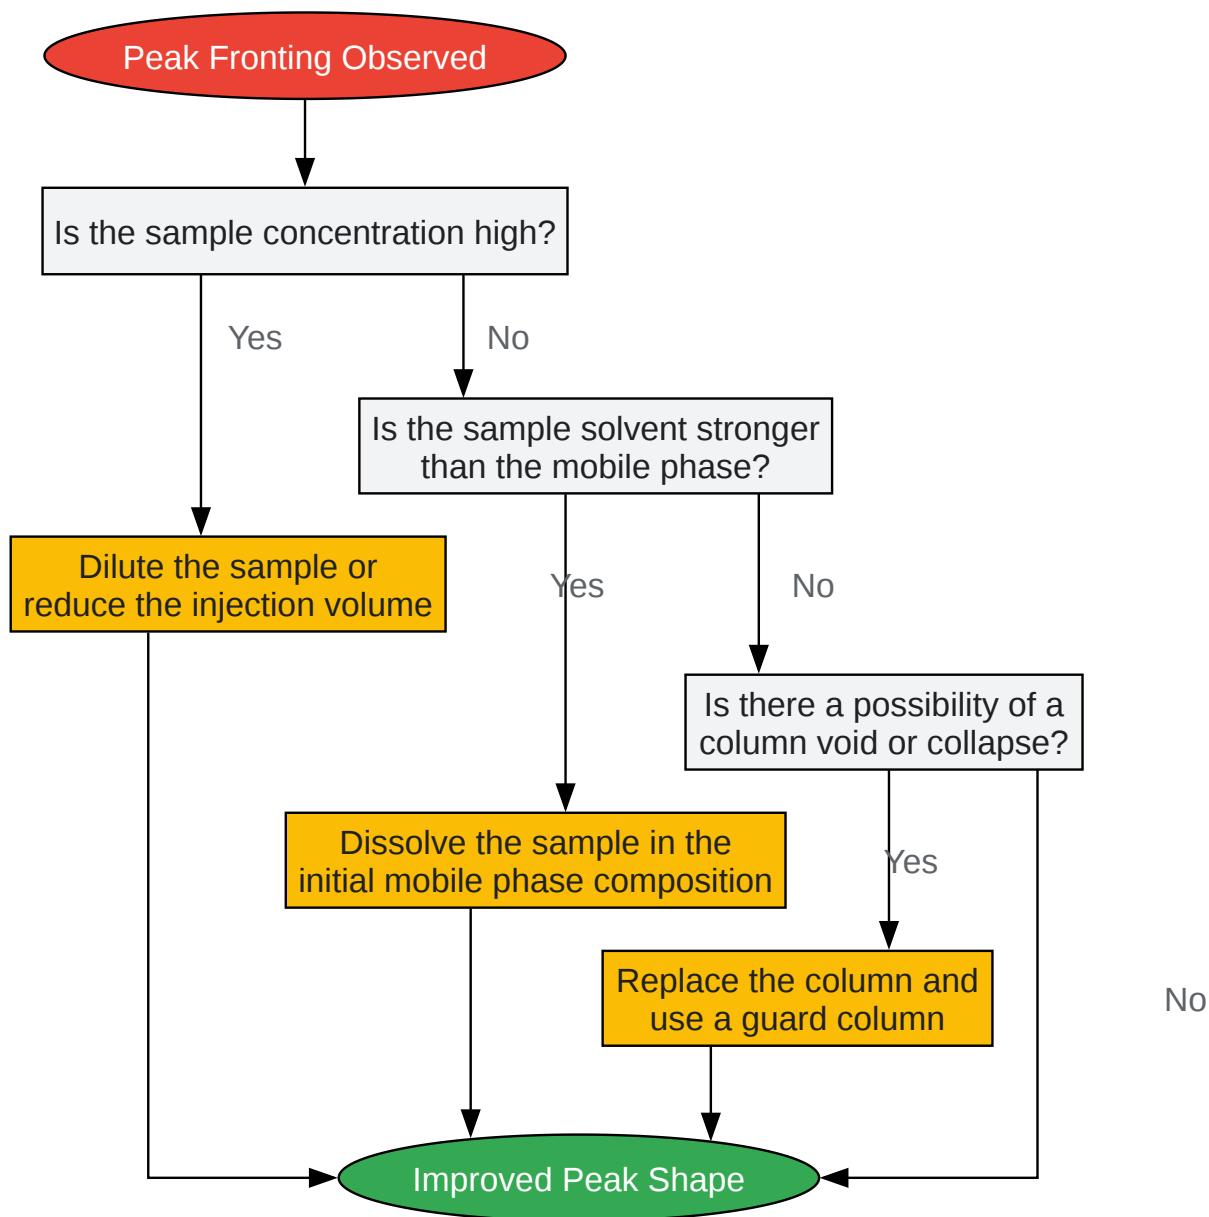 Peak Fronting Observed
Is the sample concentration high?
Yes
No
Is the sample solvent stronger
than the mobile phase?
Dilute the sample or
reduce the injection volume
Yes
No
Is there a possibility of a
column void or collapse?
Dissolve the sample in the
initial mobile phase composition
Yes
Replace the column and
use a guard column
No
Improved Peak Shape